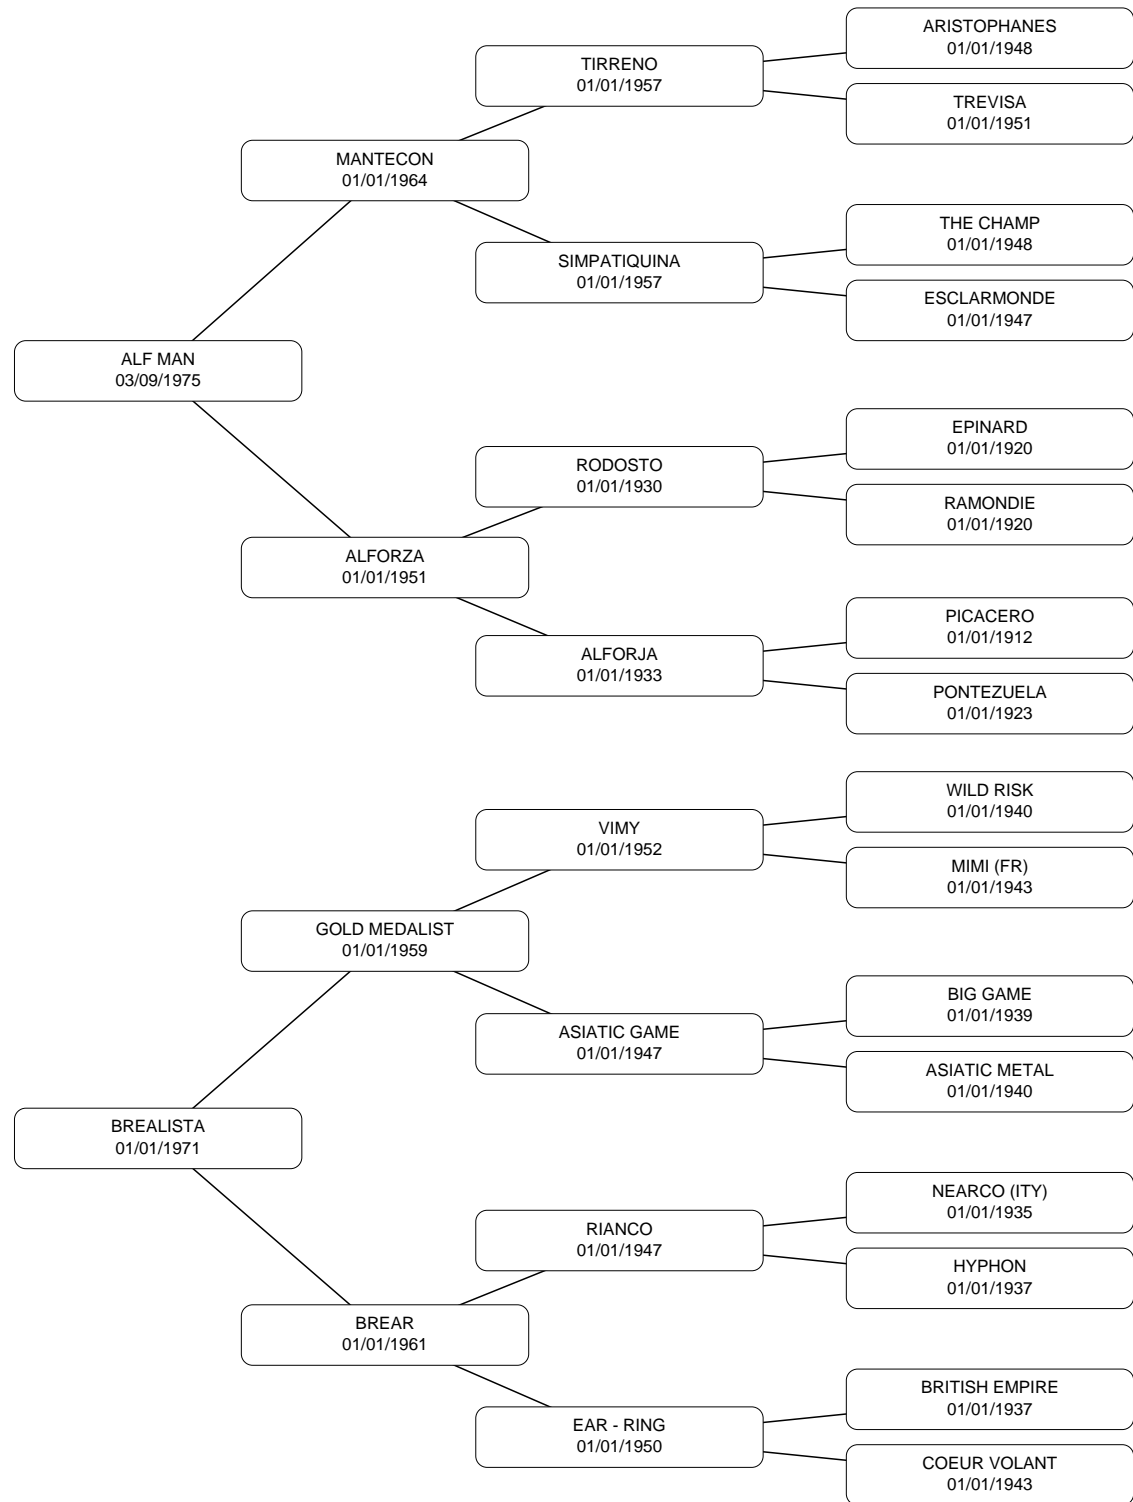 ARISTOPHANES
01/01/1948
TIRRENO
01/01/1957
TREVISA
01/01/1951
MANTECON
01/01/1964
THE CHAMP
01/01/1948
SIMPATIQUINA
01/01/1957
ESCLARMONDE
01/01/1947
ALF MAN
03/09/1975
EPINARD
01/01/1920
RODOSTO
01/01/1930
RAMONDIE
01/01/1920
ALFORZA
01/01/1951
PICACERO
01/01/1912
ALFORJA
01/01/1933
PONTEZUELA
01/01/1923
WILD RISK
01/01/1940
VIMY
01/01/1952
MIMI (FR)
01/01/1943
GOLD MEDALIST
01/01/1959
BIG GAME
01/01/1939
ASIATIC GAME
01/01/1947
ASIATIC METAL
01/01/1940
BREALISTA
01/01/1971
NEARCO (ITY)
01/01/1935
RIANCO
01/01/1947
HYPHON
01/01/1937
BREAR
01/01/1961
BRITISH EMPIRE
01/01/1937
EAR - RING
01/01/1950
COEUR VOLANT
01/01/1943